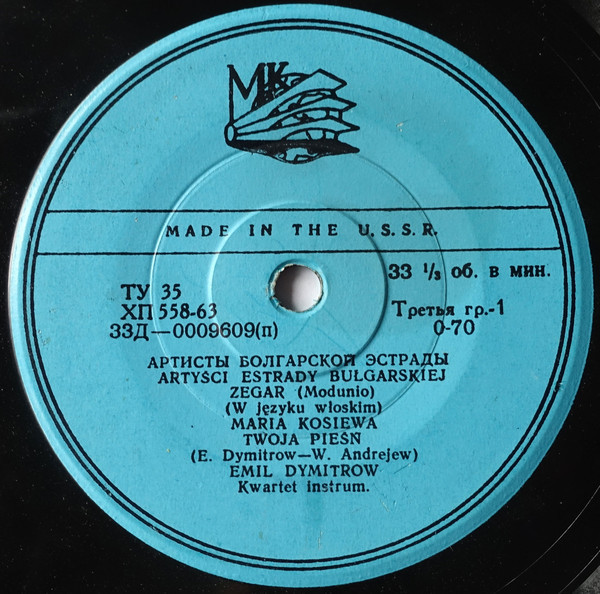 МК
MADE IN THE U.S.S.R.
33 1/3 об. в мин.
ТУ 35
ХП 558-63
33Д—0009609(п)
Третья гр.-1
0-70
АРТИСТЫ БОЛГАРСКОЙ ЭСТРАДЫ
ARTYŚCI ESTRADY BUŁGARSKIEJ
ZEGAR (Modunio)
(W języku włoskim)
MARIA KOSIEWA
TWOJA PIEŚŃ
(E. Dymitrow—W. Andrejew)
EMIL DYMITROW
Kwartet instrum.